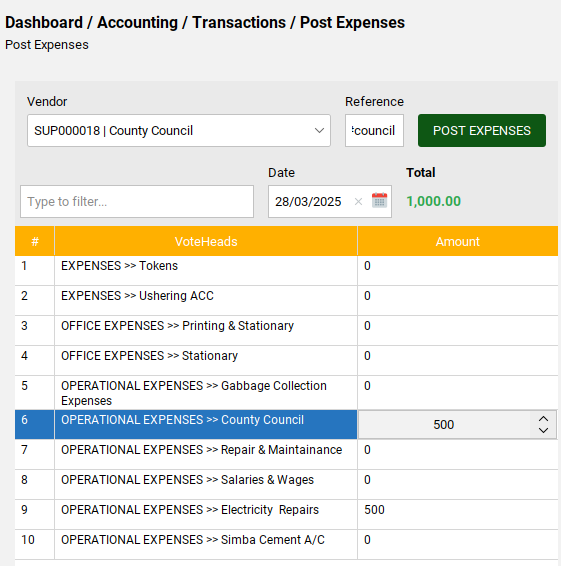 Dashboard / Accounting / Transactions / Post Expenses
Post Expenses
Vendor
Reference
SUP000018 | County Council
council
POST EXPENSES
Date
Total
Type to filter...
28/03/2025
1,000.00
# VoteHeads Amount
1 EXPENSES >> Tokens 0
2 EXPENSES >> Ushering ACC 0
3 OFFICE EXPENSES >> Printing & Stationary 0
4 OFFICE EXPENSES >> Stationary 0
5 OPERATIONAL EXPENSES >> Gabbage Collection 0
Expenses
6 OPERATIONAL EXPENSES >> County Council 500
7 OPERATIONAL EXPENSES >> Repair & Maintainance 0
8 OPERATIONAL EXPENSES >> Salaries & Wages 0
9 OPERATIONAL EXPENSES >> Electricity Repairs 500
10 OPERATIONAL EXPENSES >> Simba Cement A/C 0